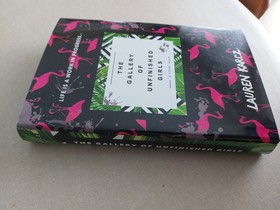 LIFE IS A WORK IN PROGRESS.
THE
GALLERY
OF
UNFINISHED
GIRLS
LAUREN KARCZ
THE GALLERY OF UNFINISHED GIRLS